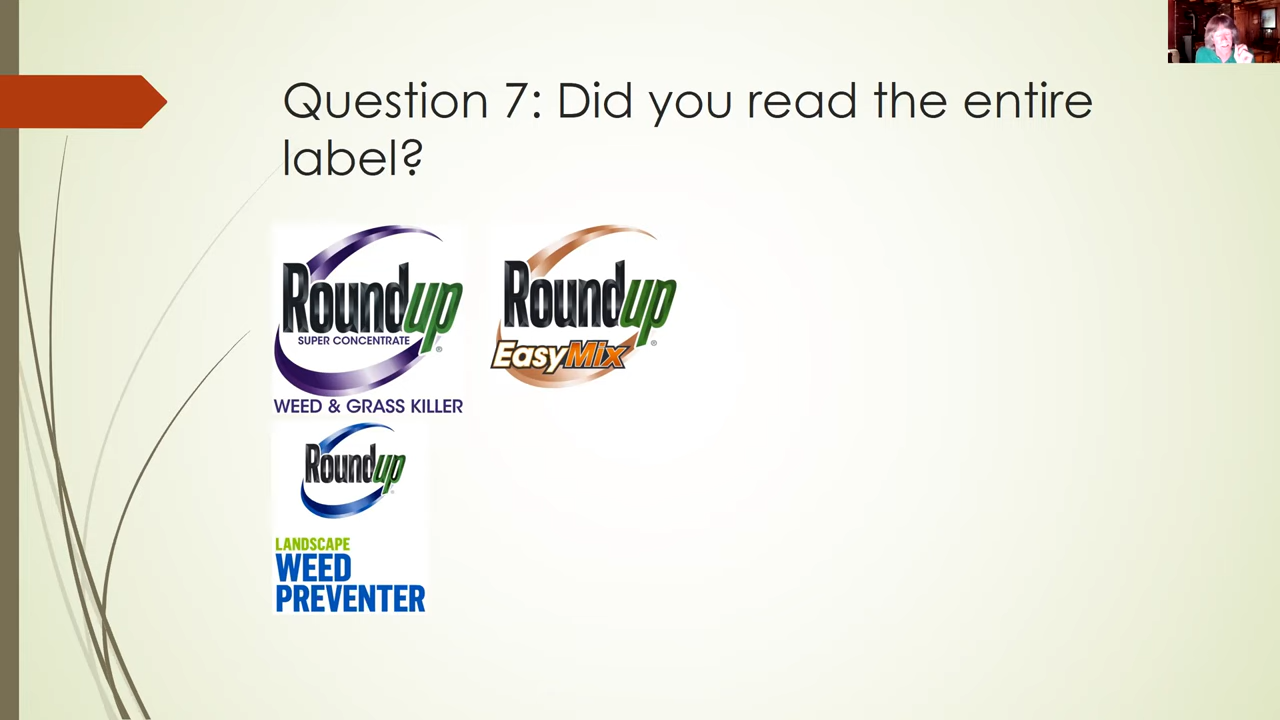 Question 7: Did you read the entire
label?
Roundup
SUPER CONCENTRATE
®
WEED & GRASS KILLER
Roundup
EasyMix
®
Roundup
LANDSCAPE
WEED
PREVENTER